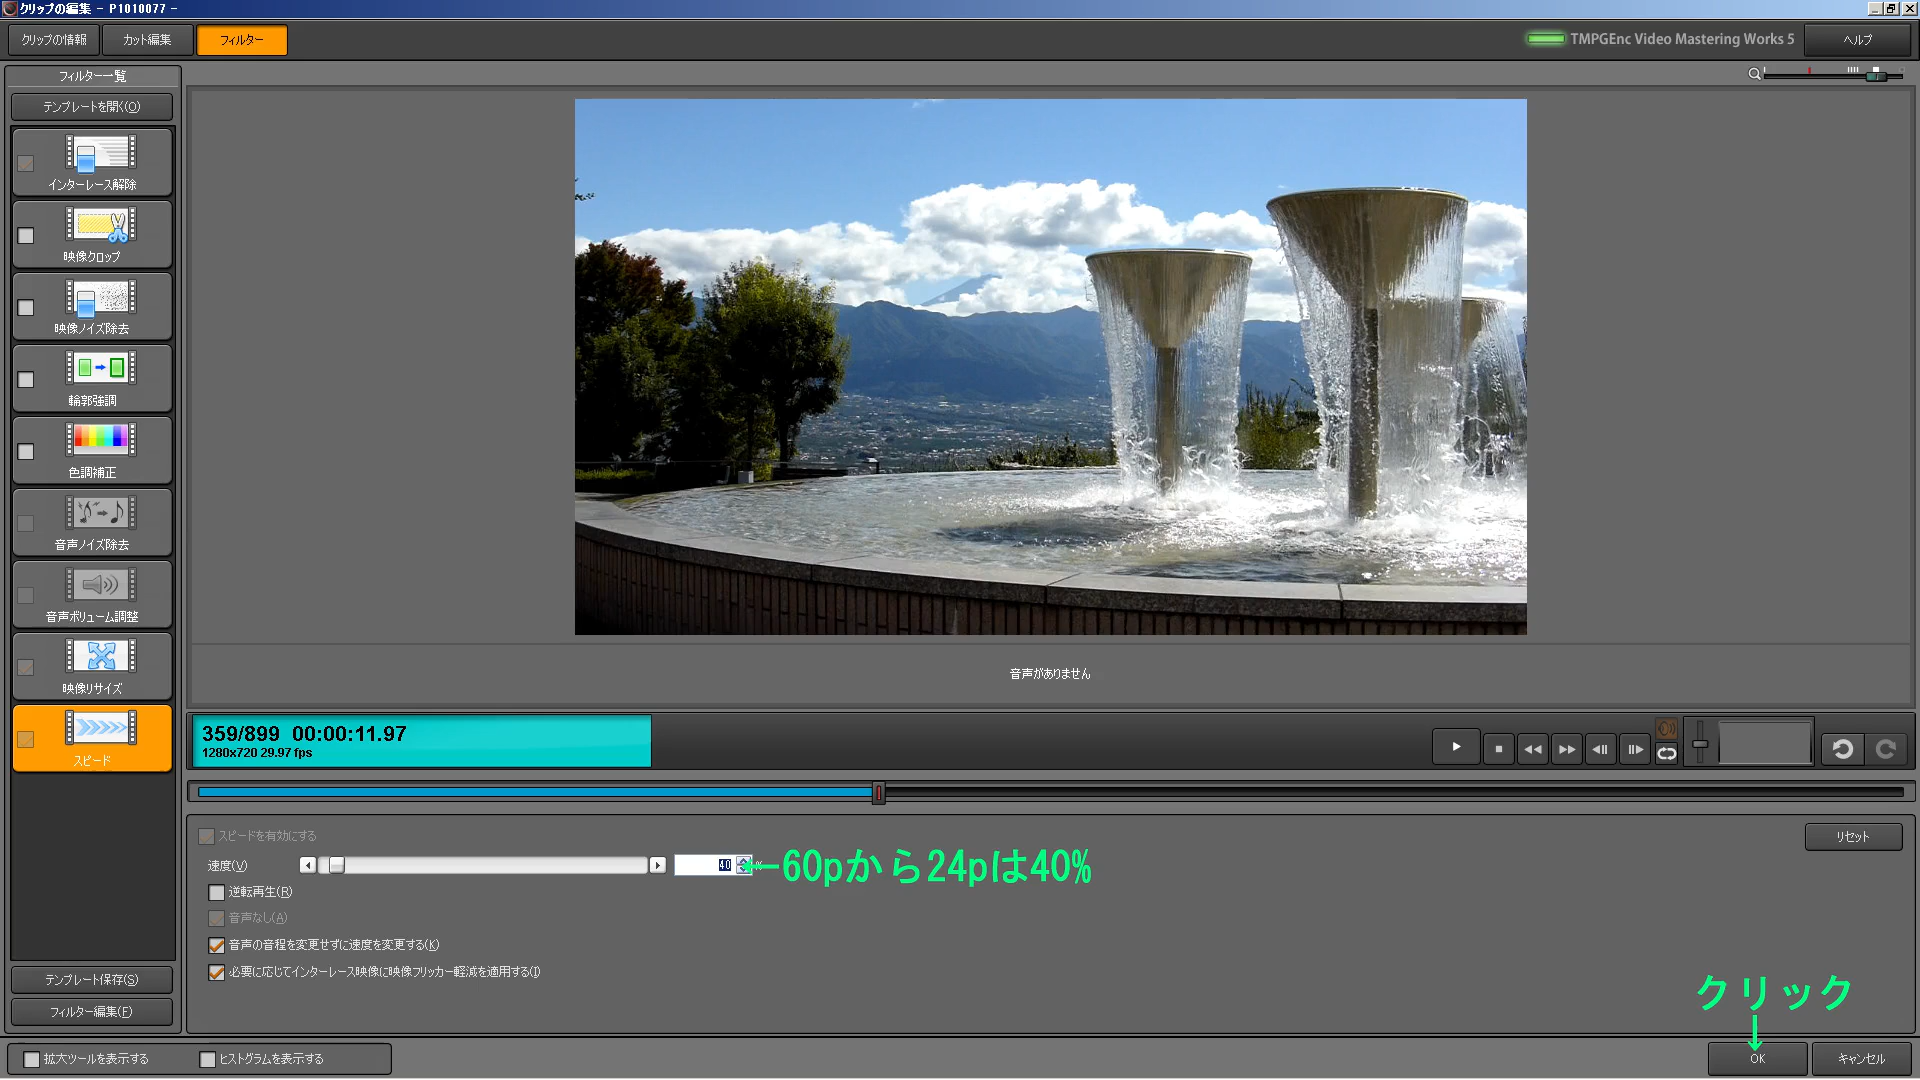 クリップの編集 - P1010077 -
クリップの情報
カット編集
フィルター
TMPGEnc Video Mastering Works 5
ヘルプ
フィルター一覧
テンプレートを開く(O)
インターレース解除
映像クロップ
映像ノイズ除去
輪郭強調
色調補正
音声ノイズ除去
音声ボリューム調整
映像リサイズ
スピード
テンプレート保存(S)
フィルター編集(F)
音声がありません
359/899 00:00:11.97
1280x720 29.97 fps
スピードを有効にする
リセット
速度(V)
40
%
←60pから24pは40%
逆転再生(R)
音声なし(A)
音声の音程を変更せずに速度を変更する(K)
必要に応じてインターレース映像に映像フリッカー軽減を適用する(I)
クリック
↓
拡大ツールを表示する
ヒストグラムを表示する
OK
キャンセル